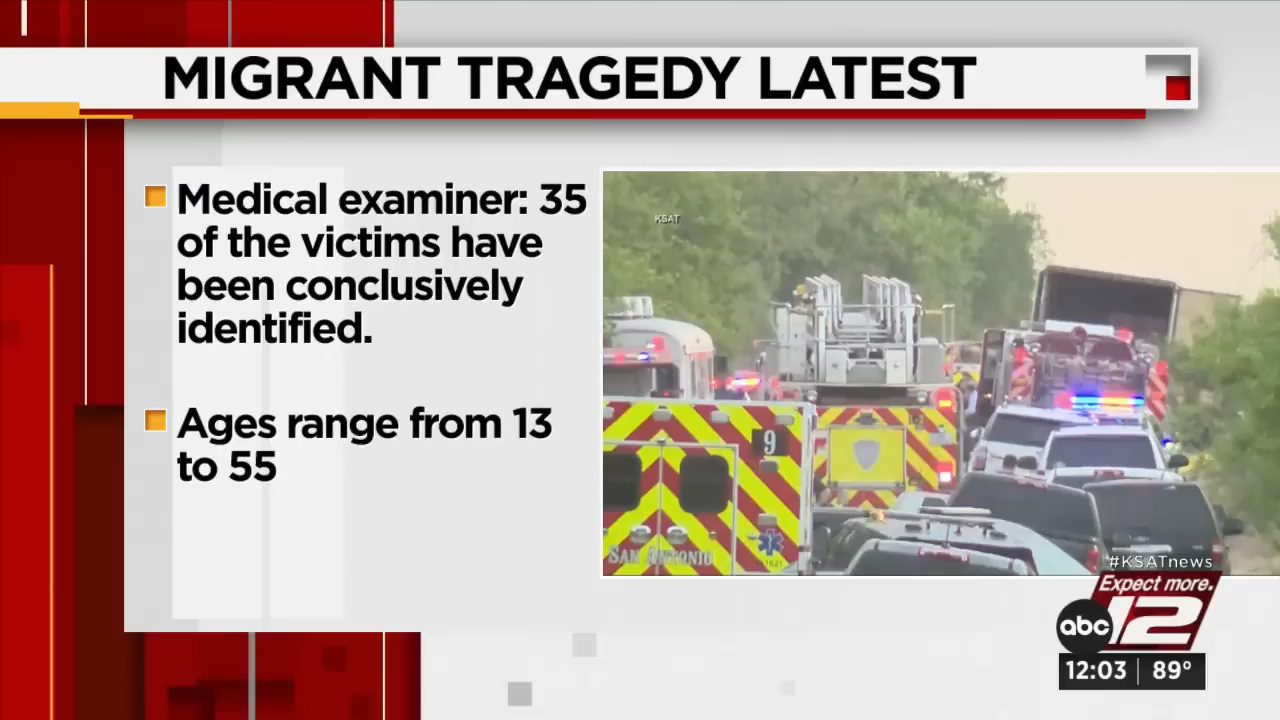 MIGRANT TRAGEDY LATEST
Medical examiner: 35
of the victims have
been conclusively
identified.
Ages range from 13
to 55
KSAT
9
SAN ANTONIO
1621
#KSATnews
Expect more.
abc 12
12:03 89°